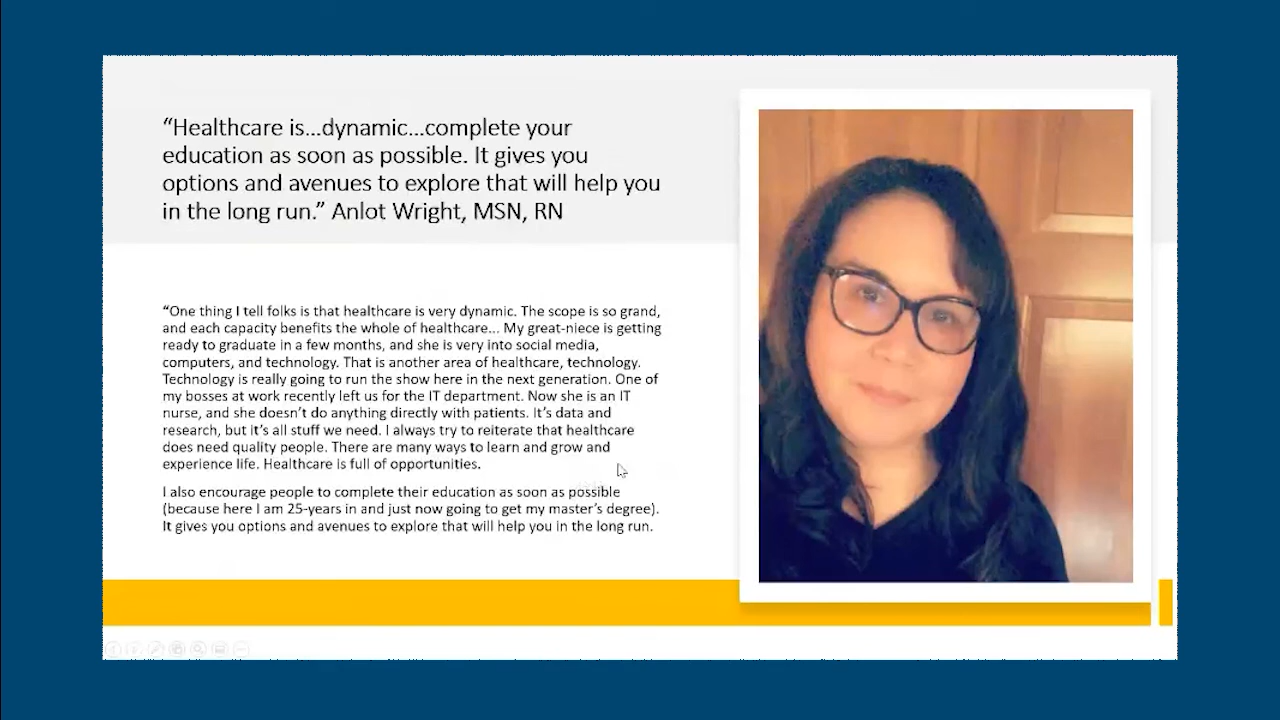 “Healthcare is...dynamic...complete your
education as soon as possible. It gives you
options and avenues to explore that will help you
in the long run.” Anlot Wright, MSN, RN
“One thing I tell folks is that healthcare is very dynamic. The scope is so grand,
and each capacity benefits the whole of healthcare... My great-niece is getting
ready to graduate in a few months, and she is very into social media,
computers, and technology. That is another area of healthcare, technology.
Technology is really going to run the show here in the next generation. One of
my bosses at work recently left us for the IT department. Now she is an IT
nurse, and she doesn’t do anything directly with patients. It’s data and
research, but it’s all stuff we need. I always try to reiterate that healthcare
does need quality people. There are many ways to learn and grow and
experience life. Healthcare is full of opportunities.
I also encourage people to complete their education as soon as possible
(because here I am 25-years in and just now going to get my master’s degree).
It gives you options and avenues to explore that will help you in the long run.